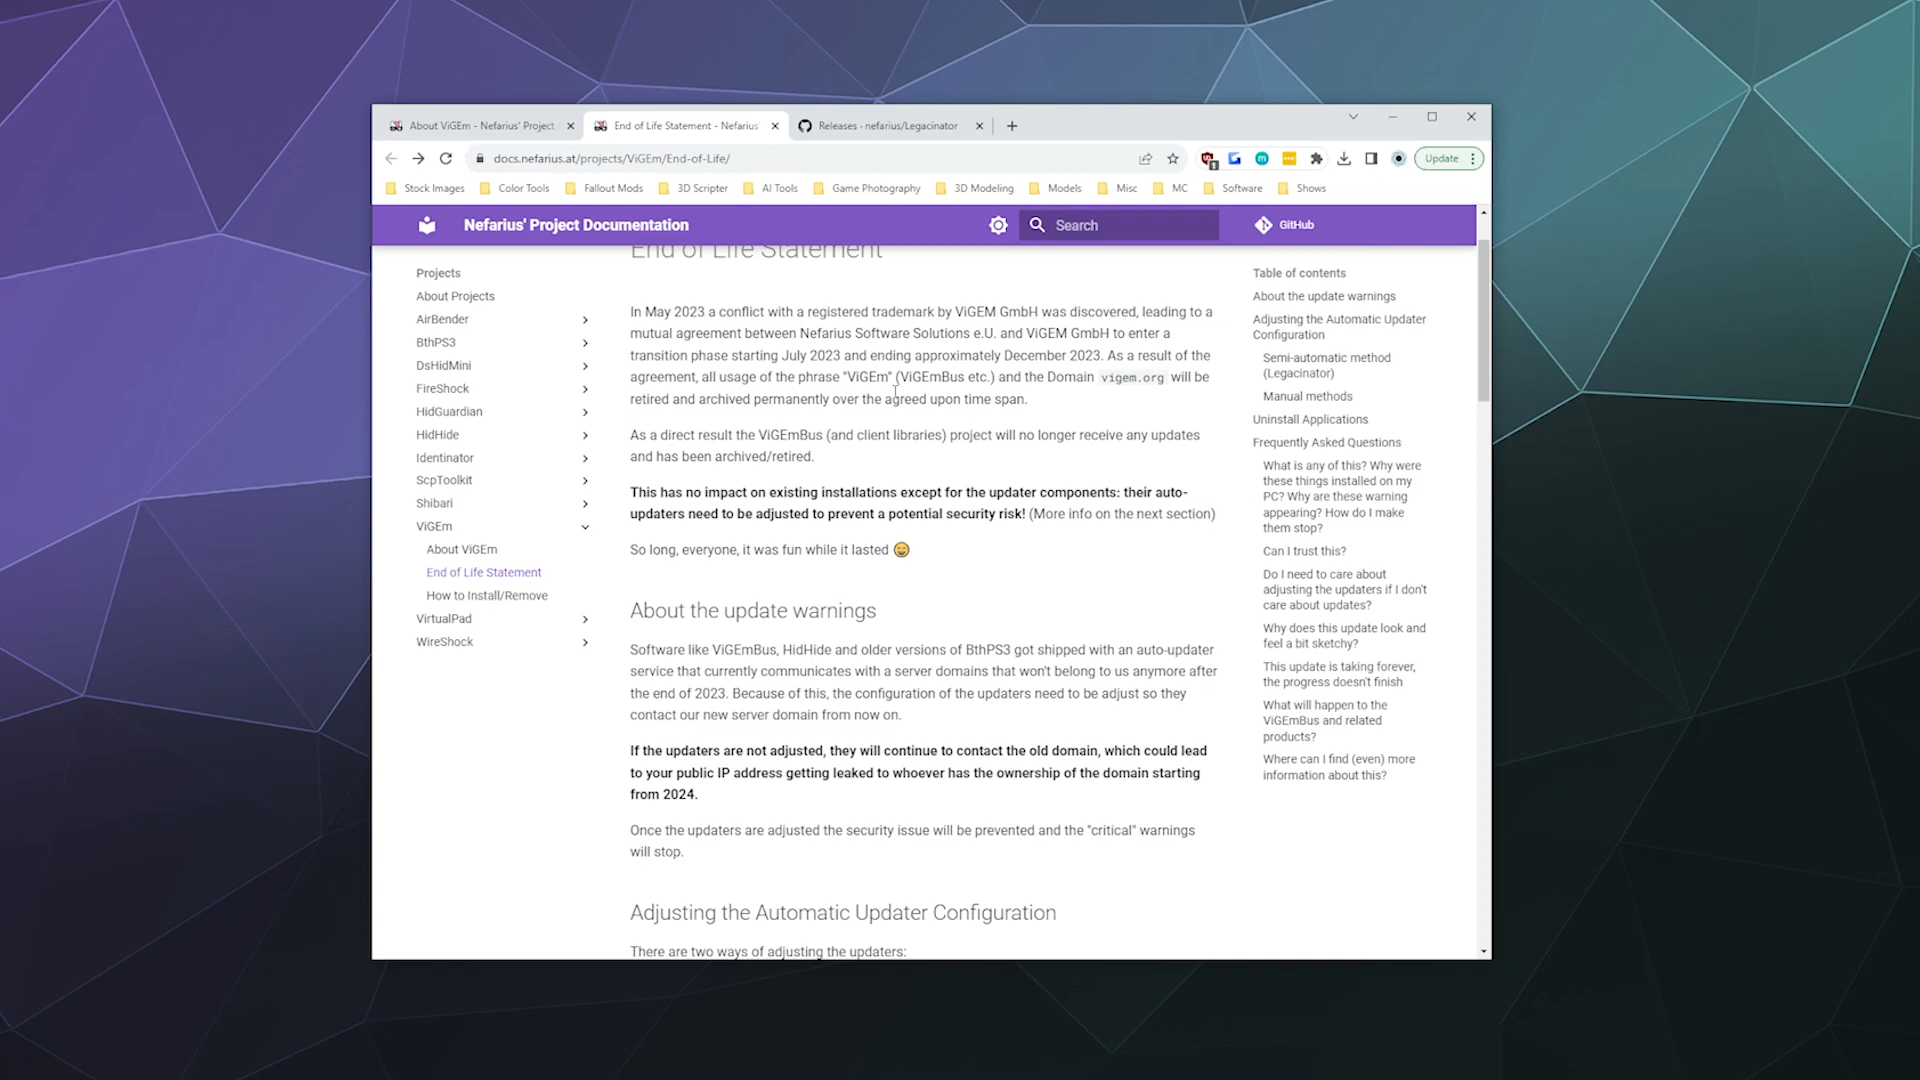 About ViGEm - Nefarius' Project
End of Life Statement - Nefarius'
Releases · nefarius/Legacinator
docs.nefarius.at/projects/ViGEm/End-of-Life/
Update
Stock Images
Color Tools
Fallout Mods
3D Scripter
AI Tools
Game Photography
3D Modeling
Models
Misc
MC
Software
Shows
Nefarius' Project Documentation
Search
GitHub
Projects
About Projects
AirBender
BthPS3
DsHidMini
FireShock
HidGuardian
HidHide
Identinator
ScpToolkit
Shibari
ViGEm
About ViGEm
End of Life Statement
How to Install/Remove
VirtualPad
WireShock
End of Life Statement
In May 2023 a conflict with a registered trademark by ViGEM GmbH was discovered, leading to a
mutual agreement between Nefarius Software Solutions e.U. and ViGEM GmbH to enter a
transition phase starting July 2023 and ending approximately December 2023. As a result of the
agreement, all usage of the phrase "ViGEm" (ViGEmBus etc.) and the Domain vigem.org will be
retired and archived permanently over the agreed upon time span.
As a direct result the ViGEmBus (and client libraries) project will no longer receive any updates
and has been archived/retired.
This has no impact on existing installations except for the updater components: their auto-
updaters need to be adjusted to prevent a potential security risk! (More info on the next section)
So long, everyone, it was fun while it lasted 😄
About the update warnings
Software like ViGEmBus, HidHide and older versions of BthPS3 got shipped with an auto-updater
service that currently communicates with a server domains that won't belong to us anymore after
the end of 2023. Because of this, the configuration of the updaters need to be adjust so they
contact our new server domain from now on.
If the updaters are not adjusted, they will continue to contact the old domain, which could lead
to your public IP address getting leaked to whoever has the ownership of the domain starting
from 2024.
Once the updaters are adjusted the security issue will be prevented and the "critical" warnings
will stop.
Adjusting the Automatic Updater Configuration
There are two ways of adjusting the updaters:
Table of contents
About the update warnings
Adjusting the Automatic Updater
Configuration
Semi-automatic method
(Legacinator)
Manual methods
Uninstall Applications
Frequently Asked Questions
What is any of this? Why were
these things installed on my
PC? Why are these warning
appearing? How do I make
them stop?
Can I trust this?
Do I need to care about
adjusting the updaters if I don't
care about updates?
Why does this update look and
feel a bit sketchy?
This update is taking forever,
the progress doesn't finish
What will happen to the
ViGEmBus and related
products?
Where can I find (even) more
information about this?